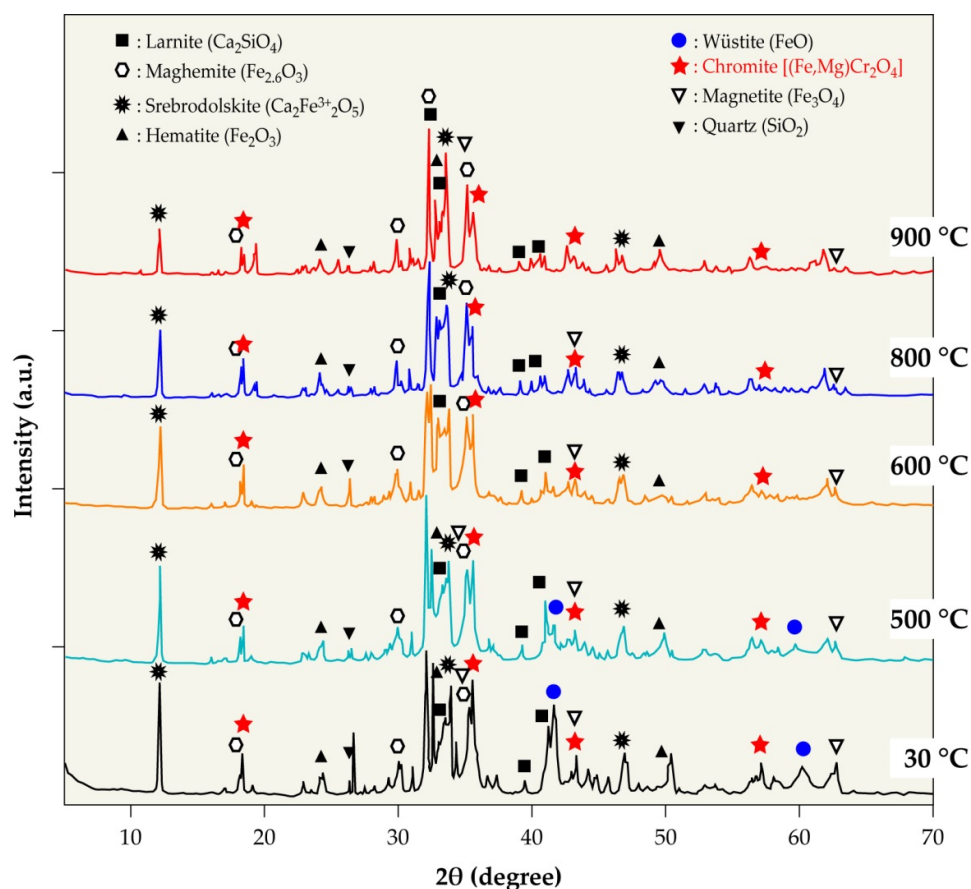 : Larnite (Ca₂SiO₄)
: Maghemite (Fe₂.₆O₃)
: Srebrodolskite (Ca₂Fe³⁺₂O₅)
: Hematite (Fe₂O₃)
: Wüstite (FeO)
: Chromite [(Fe,Mg)Cr₂O₄]
: Magnetite (Fe₃O₄)
: Quartz (SiO₂)
900 °C
800 °C
600 °C
500 °C
30 °C
Intensity (a.u.)
10 20 30 40 50 60 70
2θ (degree)